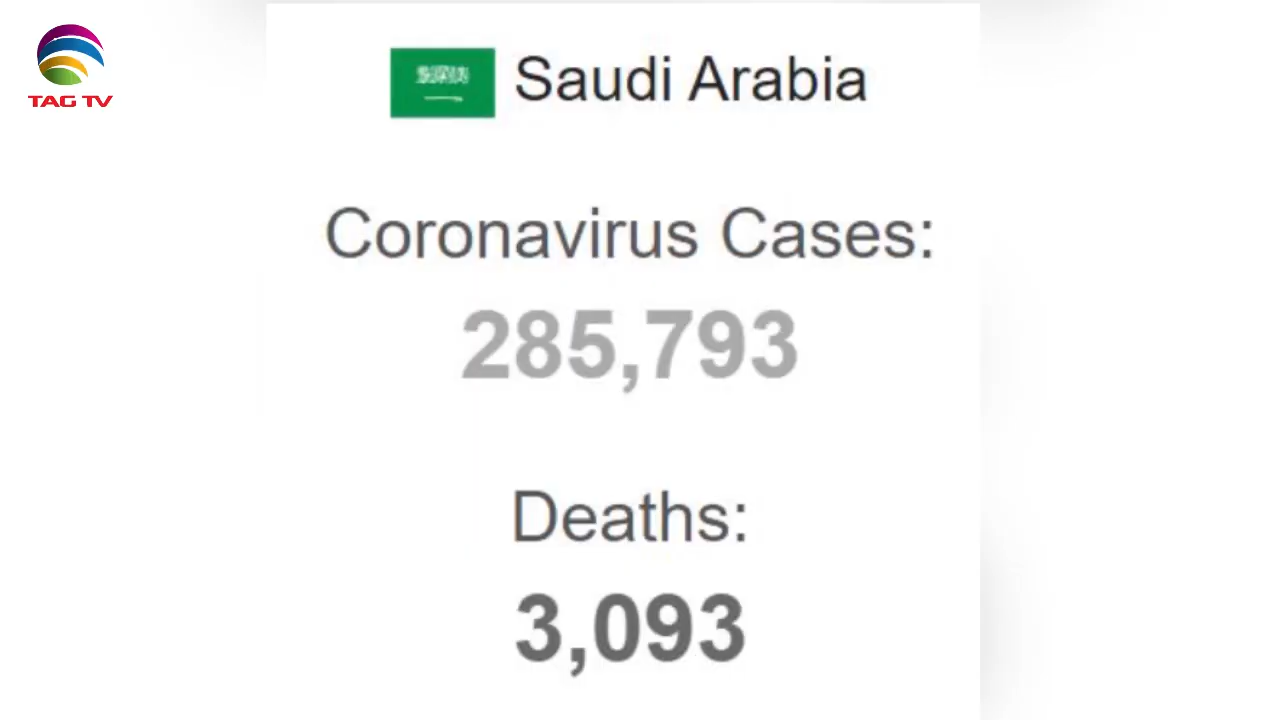 TAG TV
Saudi Arabia
Coronavirus Cases:
285,793
Deaths:
3,093